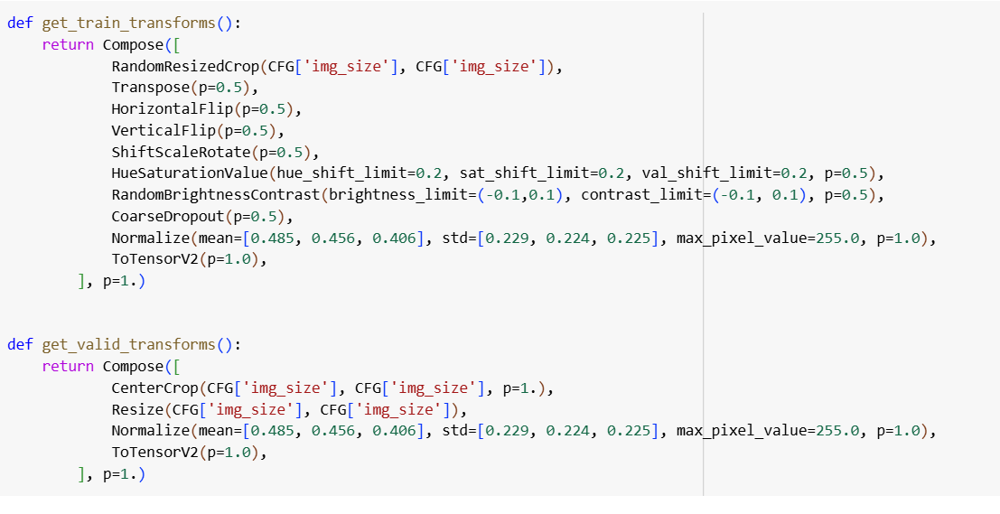 def get_train_transforms():
    return Compose([
            RandomResizedCrop(CFG['img_size'], CFG['img_size']),
            Transpose(p=0.5),
            HorizontalFlip(p=0.5),
            VerticalFlip(p=0.5),
            ShiftScaleRotate(p=0.5),
            HueSaturationValue(hue_shift_limit=0.2, sat_shift_limit=0.2, val_shift_limit=0.2, p=0.5),
            RandomBrightnessContrast(brightness_limit=(-0.1,0.1), contrast_limit=(-0.1, 0.1), p=0.5),
            CoarseDropout(p=0.5),
            Normalize(mean=[0.485, 0.456, 0.406], std=[0.229, 0.224, 0.225], max_pixel_value=255.0, p=1.0),
            ToTensorV2(p=1.0),
        ], p=1.)
def get_valid_transforms():
    return Compose([
            CenterCrop(CFG['img_size'], CFG['img_size'], p=1.),
            Resize(CFG['img_size'], CFG['img_size']),
            Normalize(mean=[0.485, 0.456, 0.406], std=[0.229, 0.224, 0.225], max_pixel_value=255.0, p=1.0),
            ToTensorV2(p=1.0),
        ], p=1.)